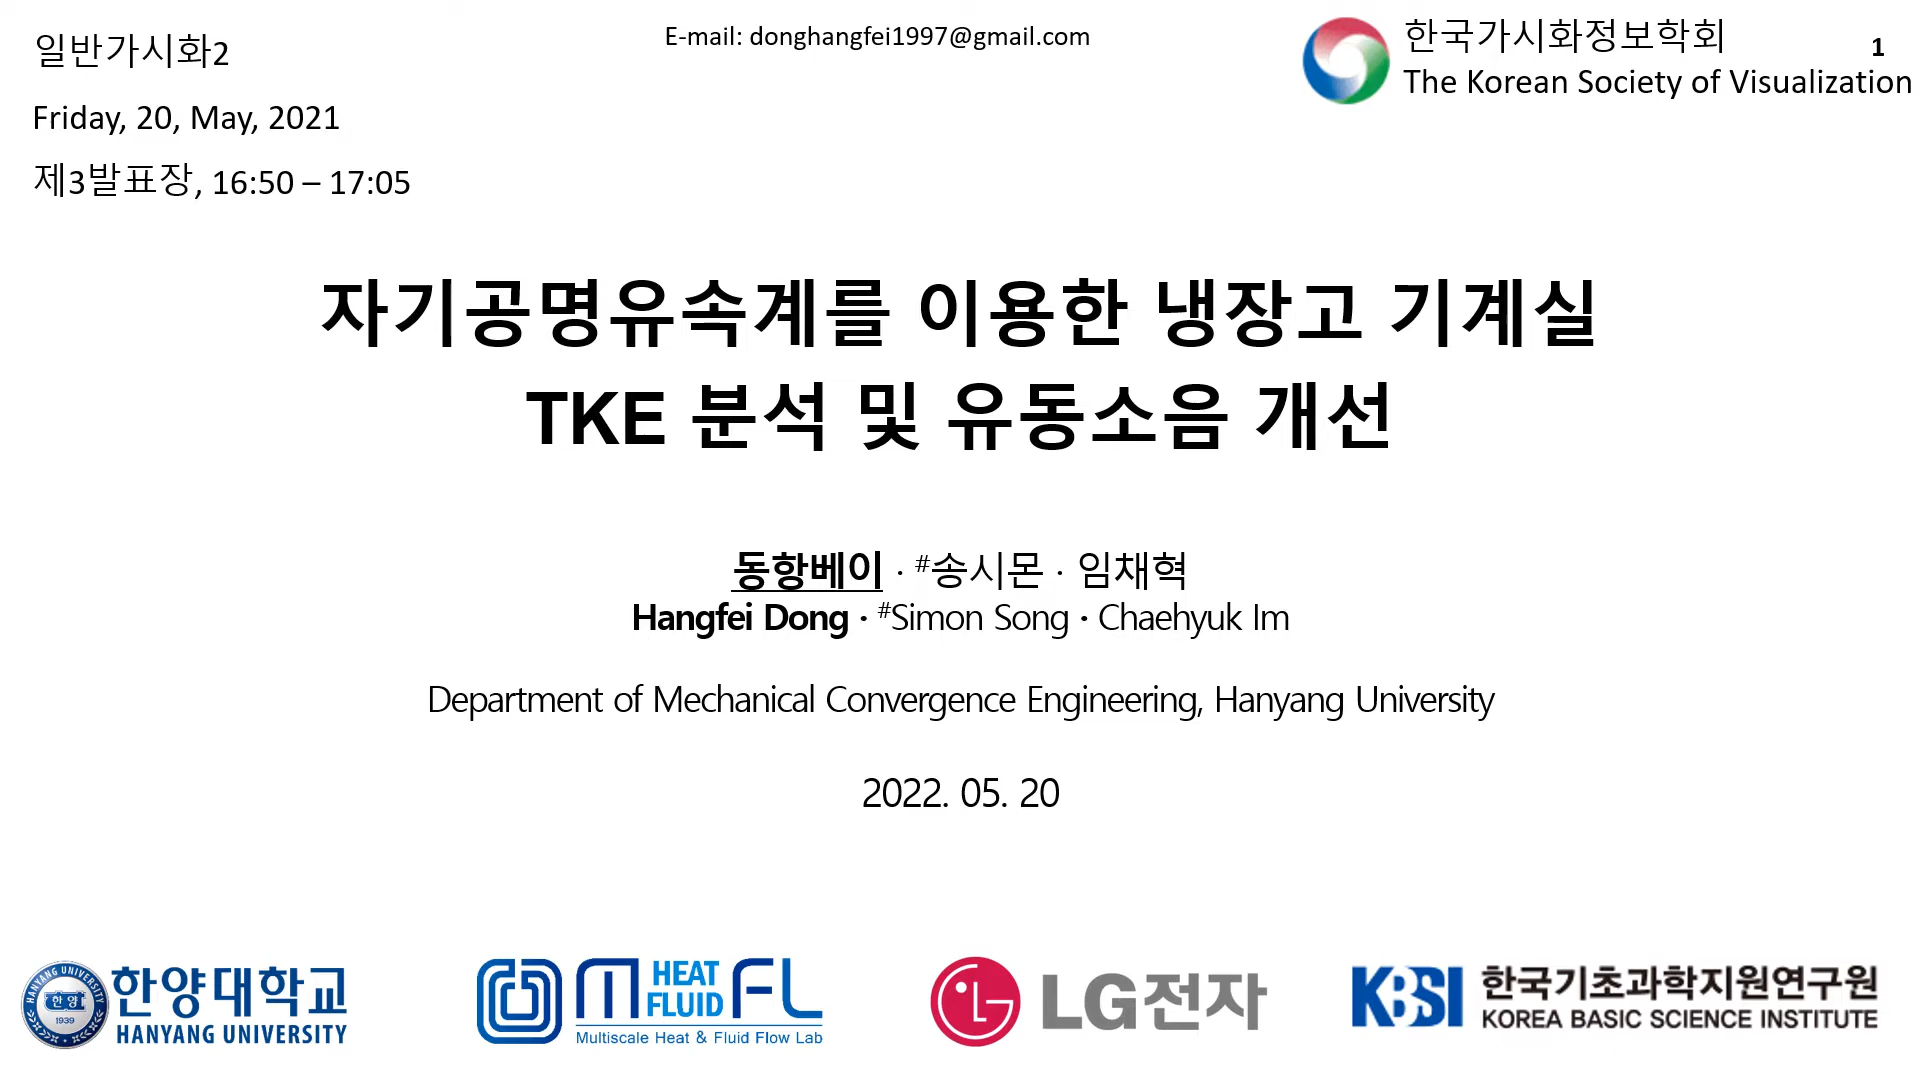 일반가시화2
Friday, 20, May, 2021
제3발표장, 16:50 – 17:05
E-mail: donghangfei1997@gmail.com
한국가시화정보학회
The Korean Society of Visualization
1
자기공명유속계를 이용한 냉장고 기계실
TKE 분석 및 유동소음 개선
동항베이 · #송시몬 · 임채혁
Hangfei Dong · #Simon Song · Chaehyuk Im
Department of Mechanical Convergence Engineering, Hanyang University
2022. 05. 20
HANYANG UNIVERSITY
한양
1939
한양대학교
HANYANG UNIVERSITY
M HEAT FLUID FL
Multiscale Heat & Fluid Flow Lab
LG전자
KBSI 한국기초과학지원연구원
KOREA BASIC SCIENCE INSTITUTE